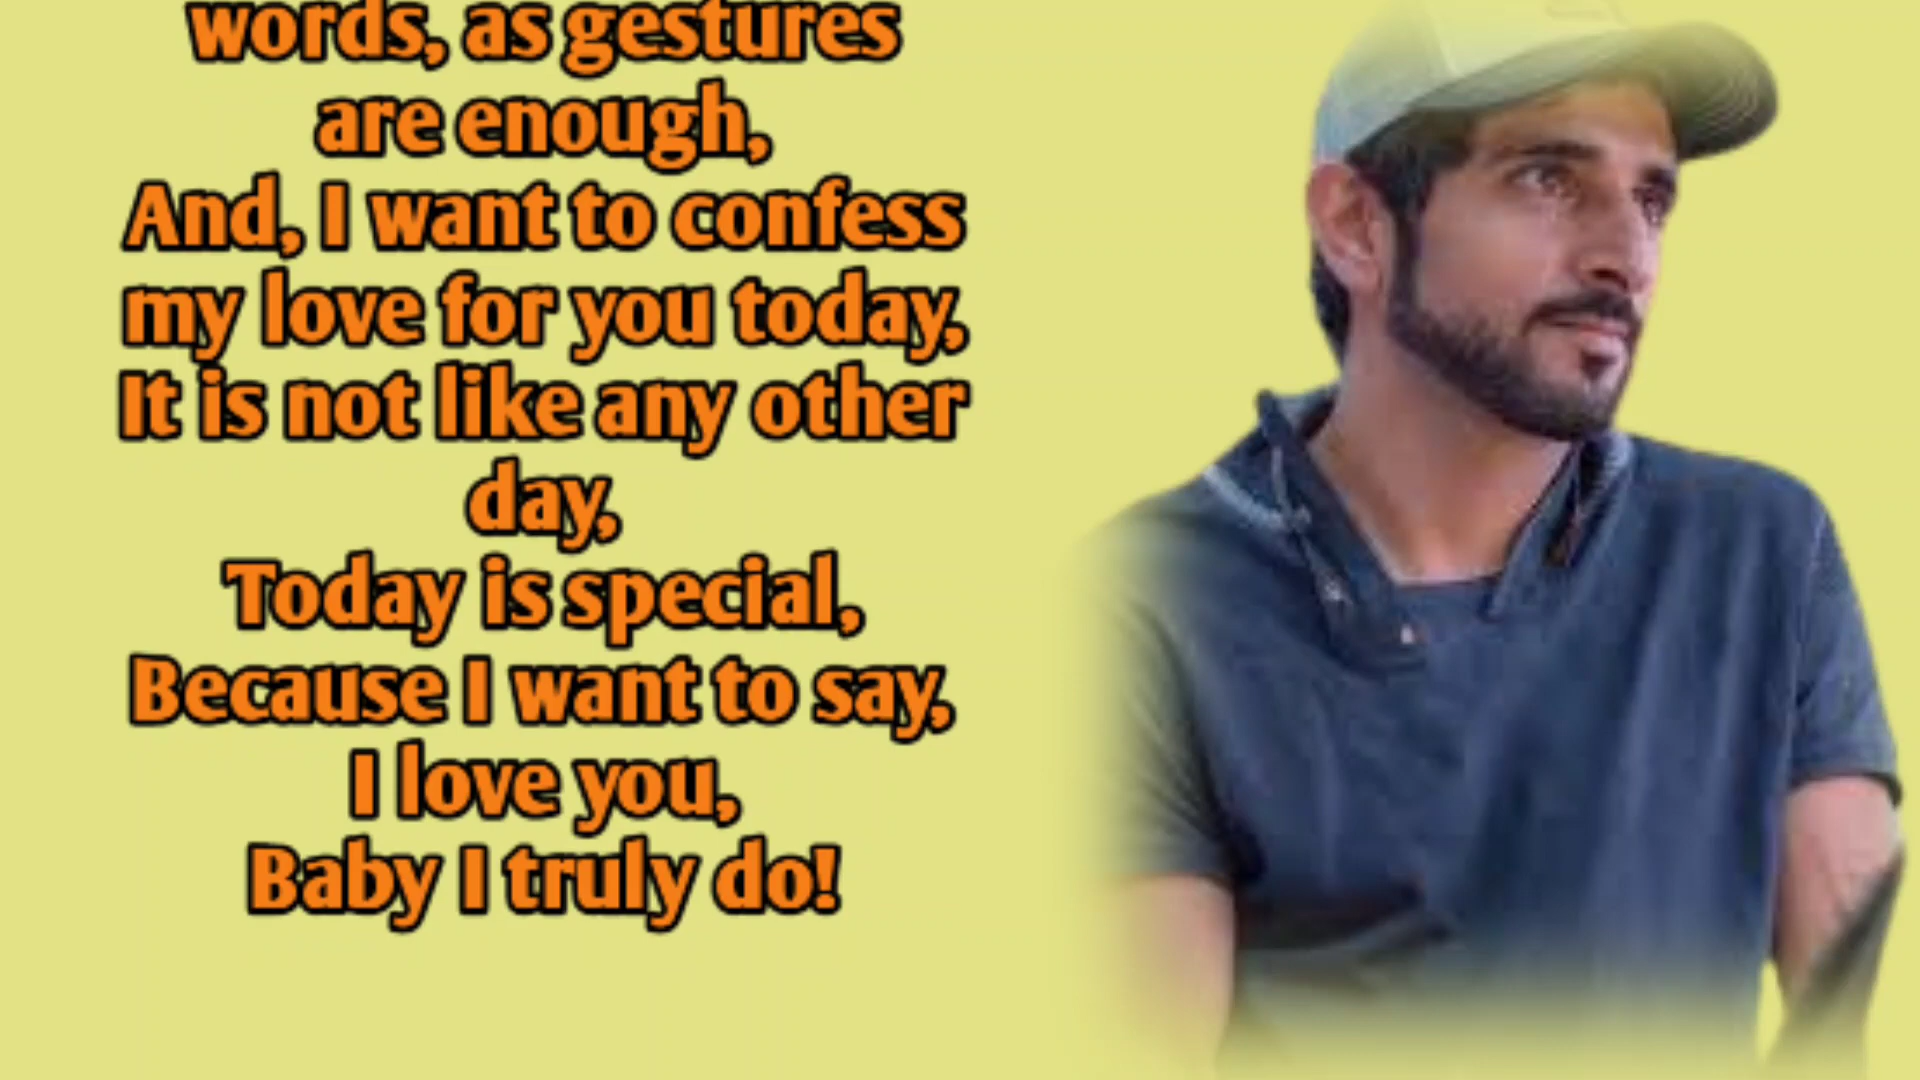 words, as gestures
are enough,
And, I want to confess
my love for you today,
It is not like any other
day,
Today is special,
Because I want to say,
I love you,
Baby I truly do!